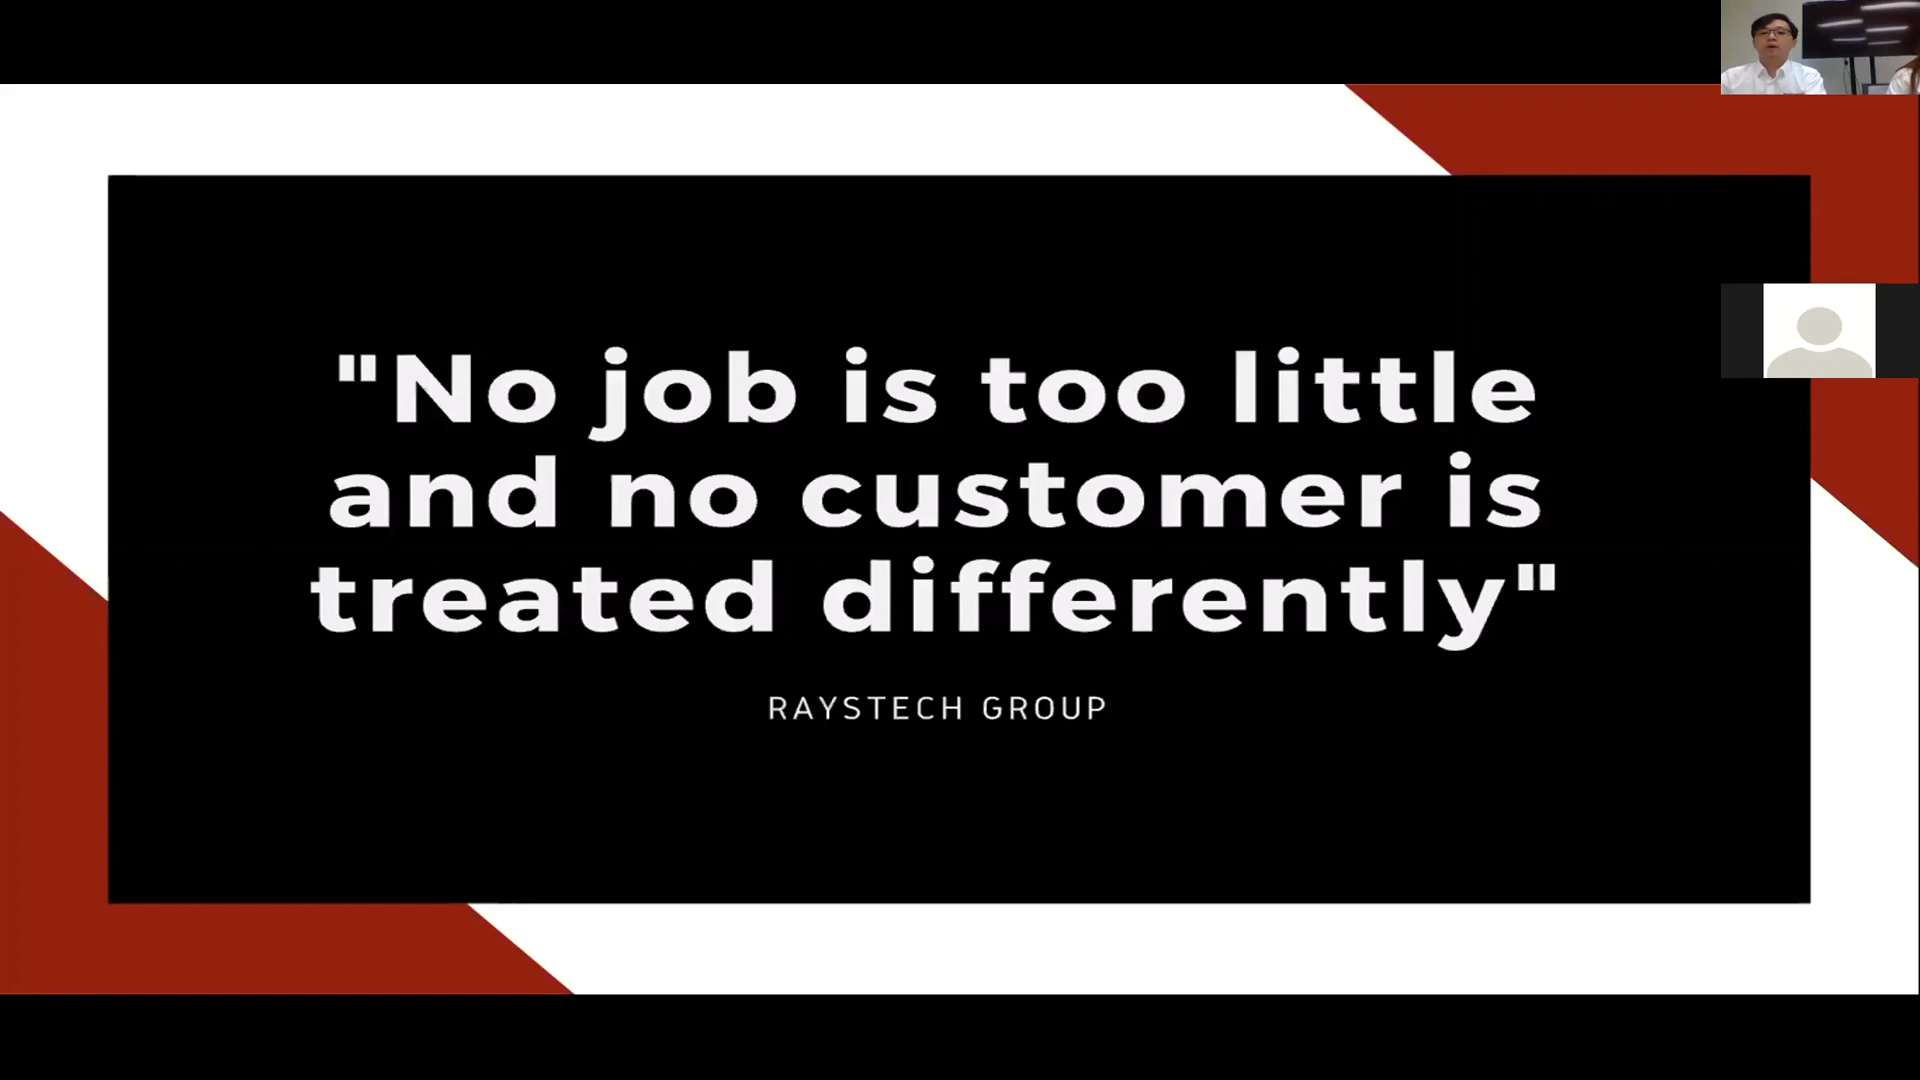 "No job is too little
and no customer is
treated differently"
RAYSTECH GROUP